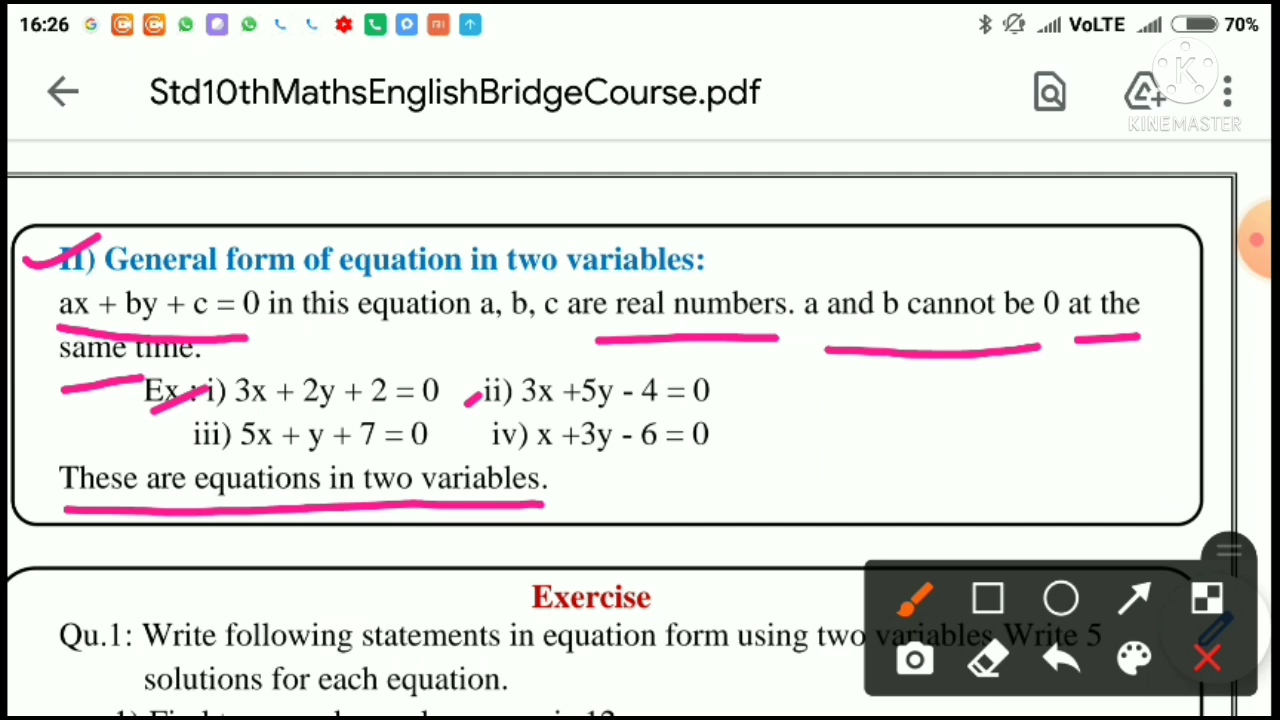 16:26
VoLTE
70%
Std10thMathsEnglishBridgeCourse.pdf
KINEMASTER
II) General form of equation in two variables:
ax + by + c = 0 in this equation a, b, c are real numbers. a and b cannot be 0 at the
same time.
Ex : i) 3x + 2y + 2 = 0 ii) 3x +5y - 4 = 0
iii) 5x + y + 7 = 0 iv) x +3y - 6 = 0
These are equations in two variables.
Exercise
Qu.1: Write following statements in equation form using two variables. Write 5
solutions for each equation.